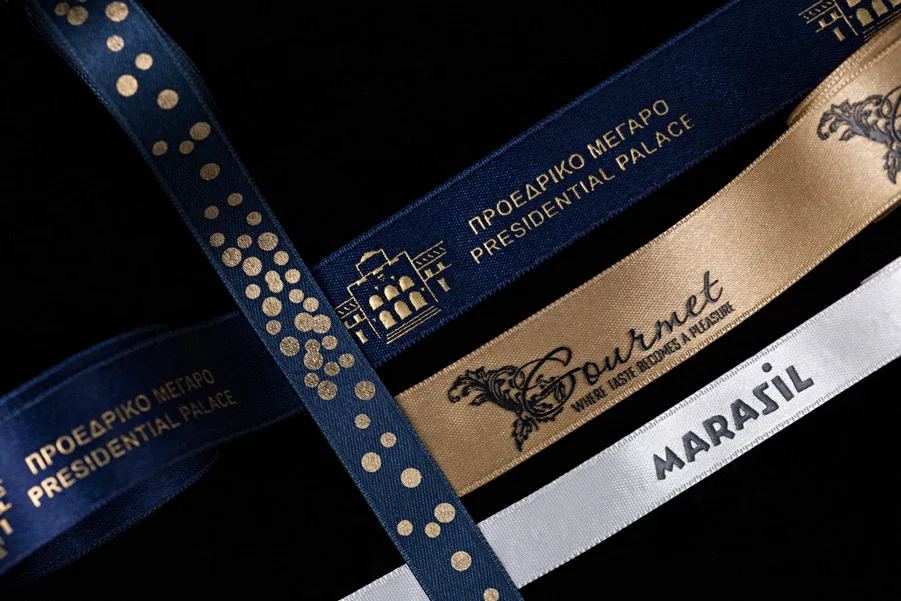 ΠΡΟΕΔΡΙΚΟ ΜΕΓΑΡΟ
PRESIDENTIAL PALACE
Gourmet
WHERE TASTE BECOMES A PLEASURE
MARASIL
ΠΡΟΕΔΡΙΚΟ ΜΕΓΑΡΟ
PRESIDENTIAL PALACE